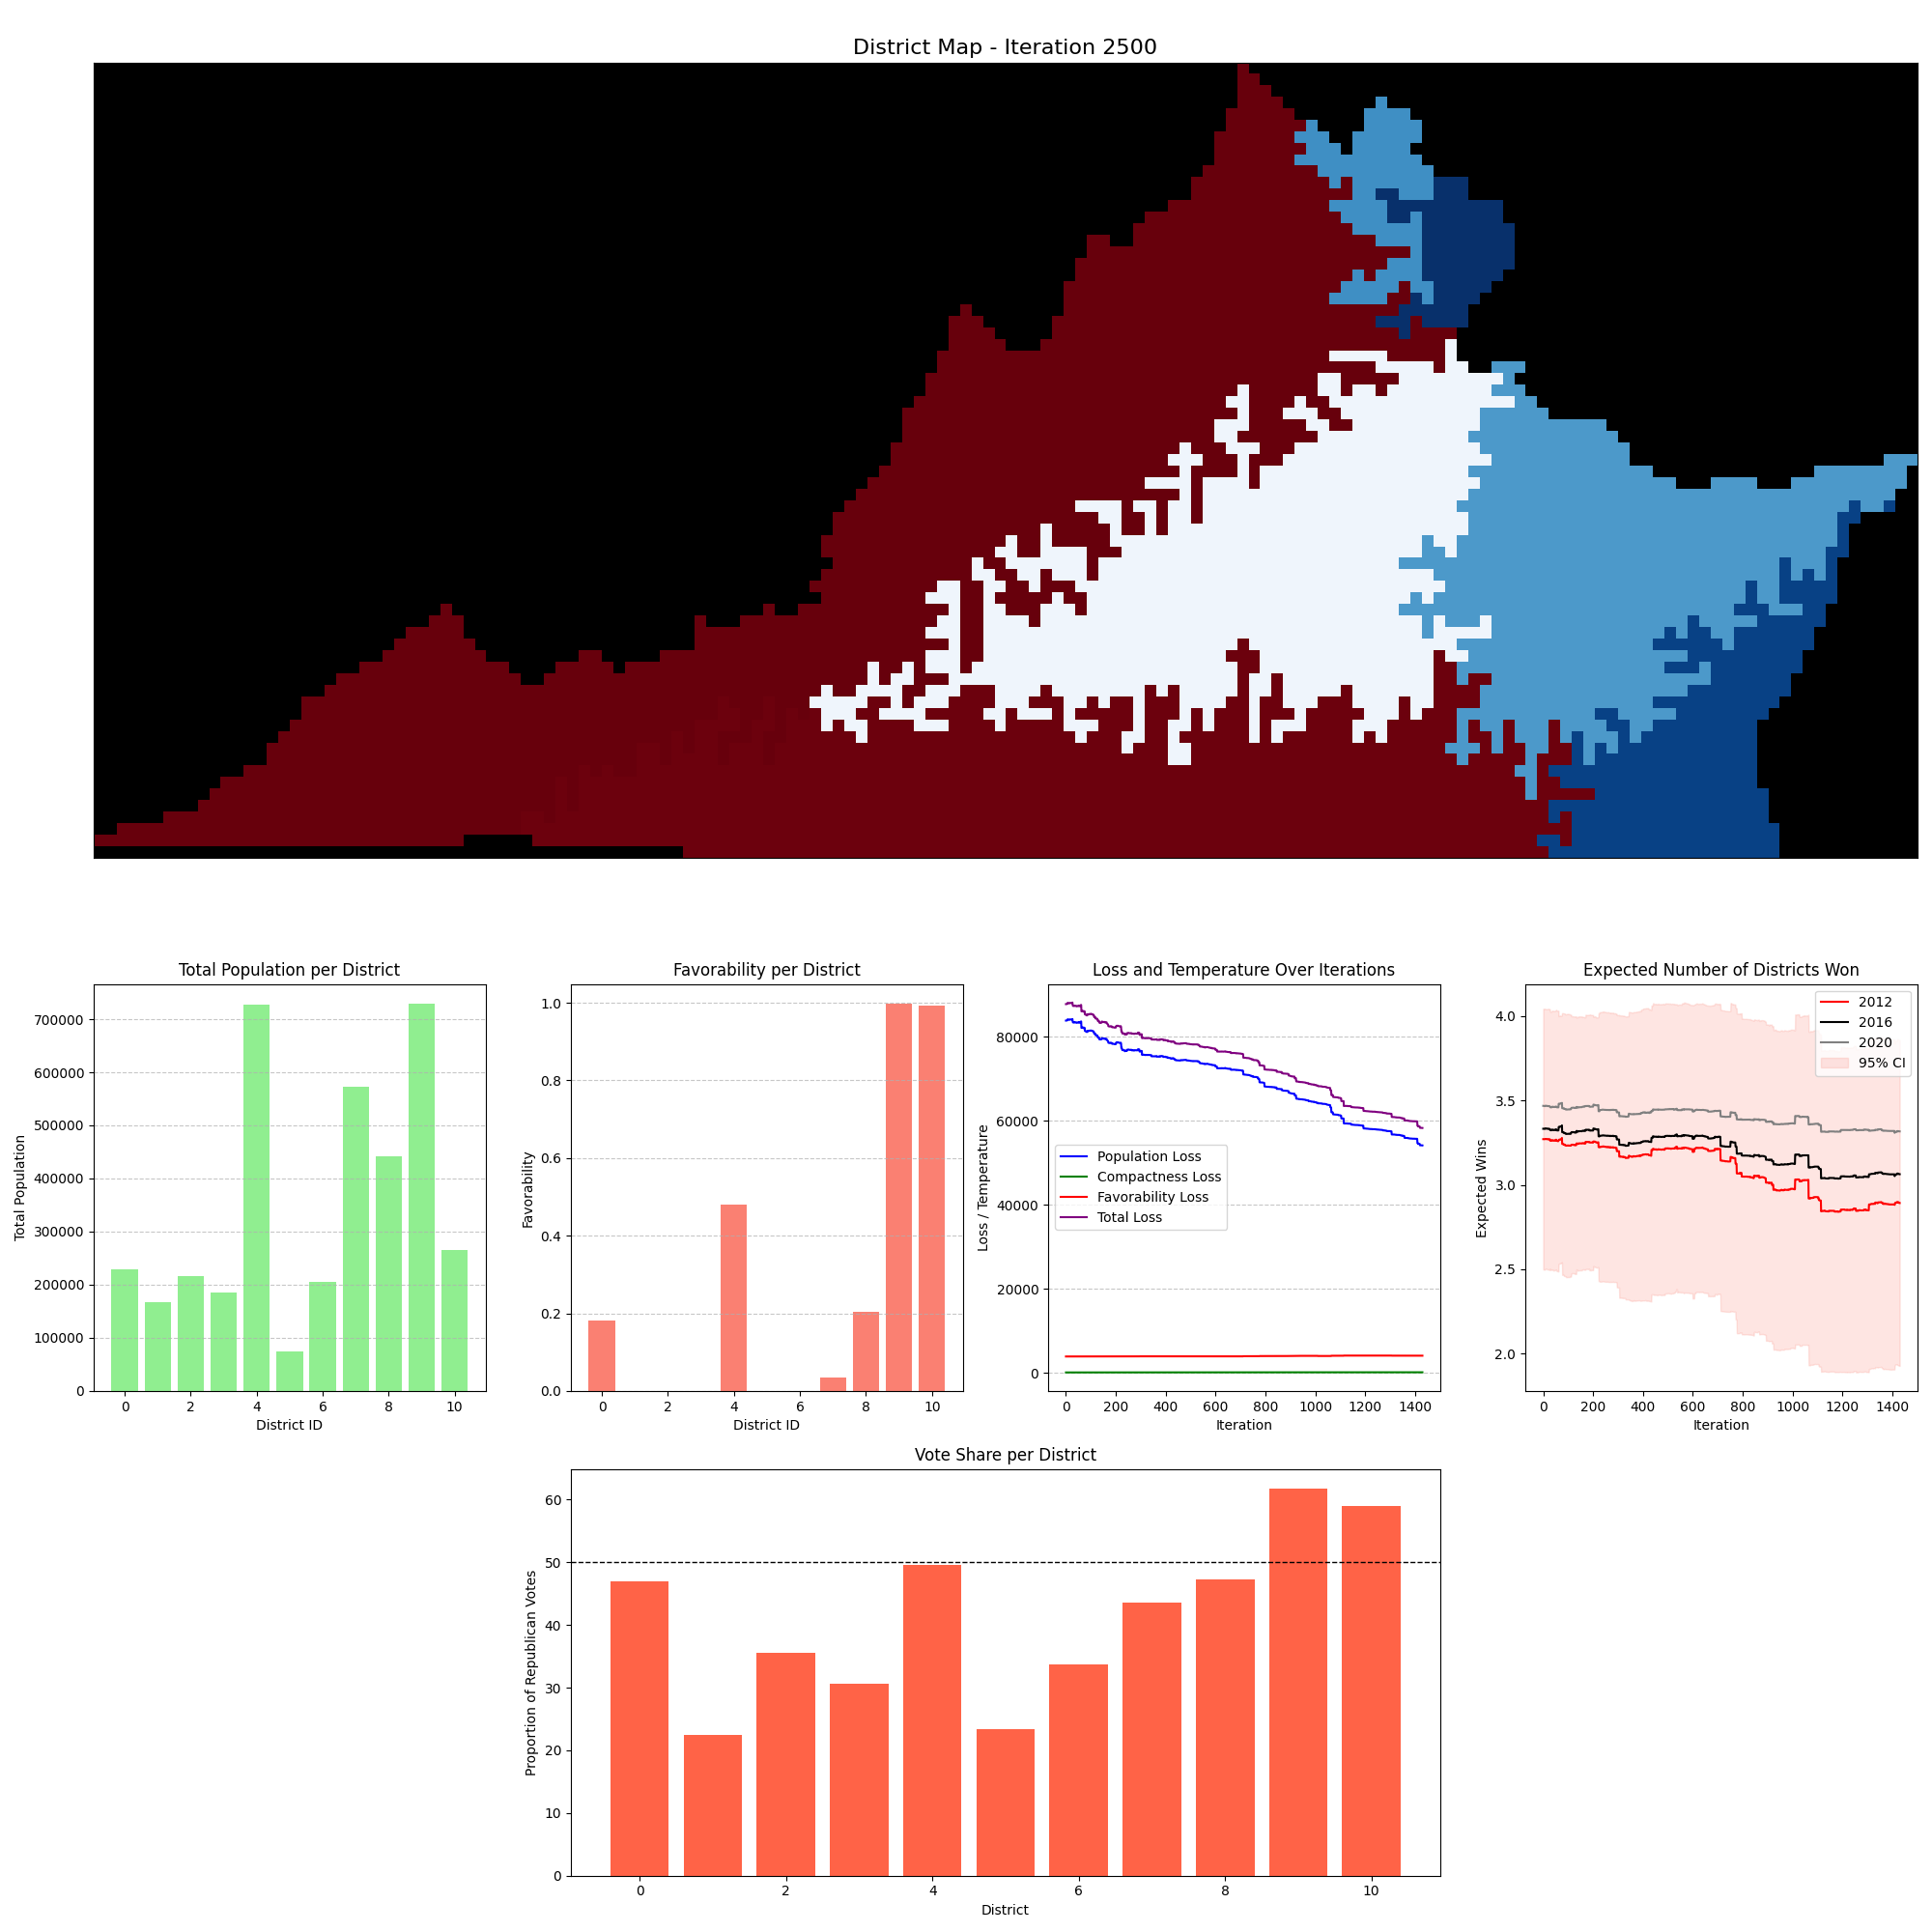 District Map - Iteration 2500
Total Population per District
Total Population
700000
600000
500000
400000
300000
200000
100000
0
0 2 4 6 8 10
District ID
Favorability per District
Favorability
1.0
0.8
0.6
0.4
0.2
0.0
0 2 4 6 8 10
District ID
Loss and Temperature Over Iterations
Loss / Temperature
80000
60000
40000
20000
0
Population Loss
Compactness Loss
Favorability Loss
Total Loss
0 200 400 600 800 1000 1200 1400
Iteration
Expected Number of Districts Won
Expected Wins
4.0
3.5
3.0
2.5
2.0
2012
2016
2020
95% CI
0 200 400 600 800 1000 1200 1400
Iteration
Vote Share per District
Proportion of Republican Votes
60
50
40
30
20
10
0
0 2 4 6 8 10
District